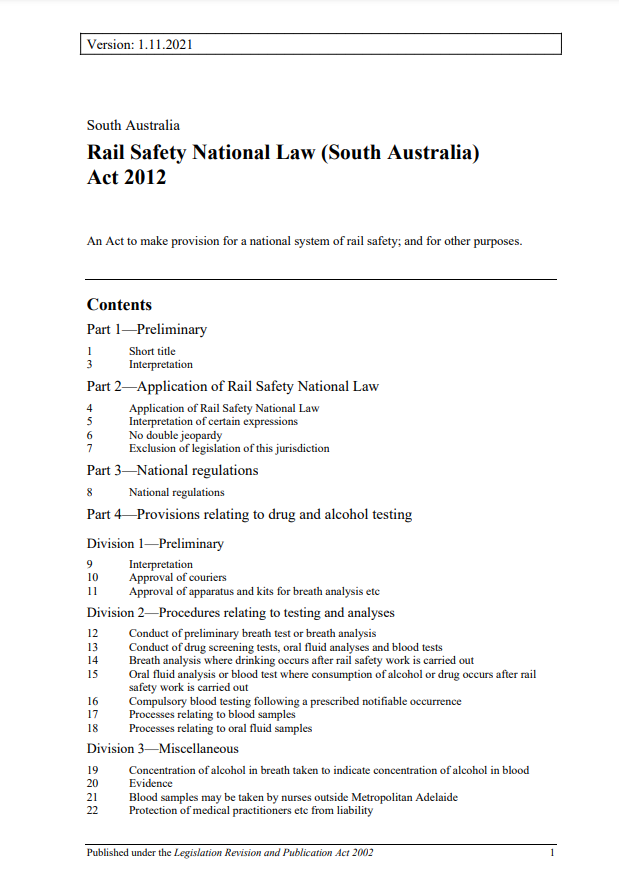 Version: 1.11.2021
South Australia
Rail Safety National Law (South Australia)
Act 2012
An Act to make provision for a national system of rail safety; and for other purposes.
Contents
Part 1—Preliminary
1 Short title
3 Interpretation
Part 2—Application of Rail Safety National Law
4 Application of Rail Safety National Law
5 Interpretation of certain expressions
6 No double jeopardy
7 Exclusion of legislation of this jurisdiction
Part 3—National regulations
8 National regulations
Part 4—Provisions relating to drug and alcohol testing
Division 1—Preliminary
9 Interpretation
10 Approval of couriers
11 Approval of apparatus and kits for breath analysis etc
Division 2—Procedures relating to testing and analyses
12 Conduct of preliminary breath test or breath analysis
13 Conduct of drug screening tests, oral fluid analyses and blood tests
14 Breath analysis where drinking occurs after rail safety work is carried out
15 Oral fluid analysis or blood test where consumption of alcohol or drug occurs after rail
safety work is carried out
16 Compulsory blood testing following a prescribed notifiable occurrence
17 Processes relating to blood samples
18 Processes relating to oral fluid samples
Division 3—Miscellaneous
19 Concentration of alcohol in breath taken to indicate concentration of alcohol in blood
20 Evidence
21 Blood samples may be taken by nurses outside Metropolitan Adelaide
22 Protection of medical practitioners etc from liability
Published under the Legislation Revision and Publication Act 2002 1